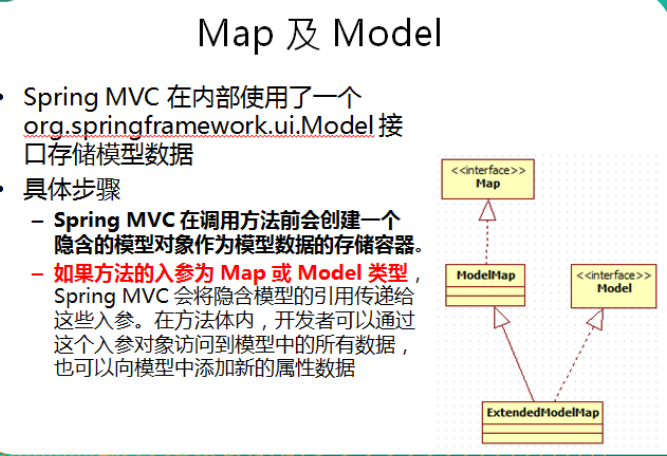 Map 及 Model
• Spring MVC 在内部使用了一个
org.springframework.ui.Model 接
口存储模型数据
• 具体步骤
– Spring MVC 在调用方法前会创建一个
隐含的模型对象作为模型数据的存储容器。
– 如果方法的入参为 Map 或 Model 类型，
Spring MVC 会将隐含模型的引用传递给
这些入参。在方法体内，开发者可以通过
这个入参对象访问到模型中的所有数据，
也可以向模型中添加新的属性数据
<<interface>>
Map
ModelMap
<<interface>>
Model
ExtendedModelMap